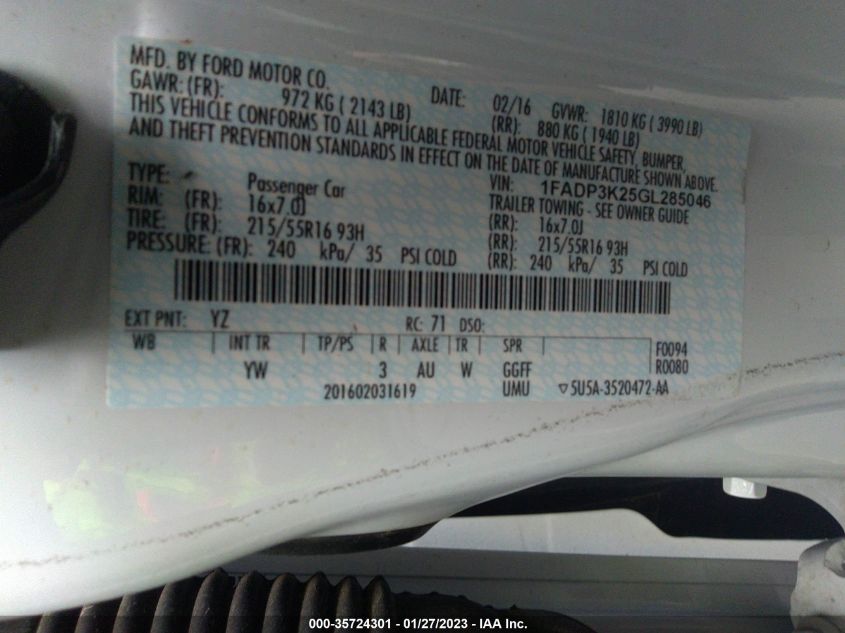 MFD. BY FORD MOTOR CO.
DATE: 02/16 GVWR: 1810 KG ( 3990 LB)
GAWR: (FR): 972 KG ( 2143 LB) (RR): 880 KG ( 1940 LB)
THIS VEHICLE CONFORMS TO ALL APPLICABLE FEDERAL MOTOR VEHICLE SAFETY, BUMPER,
AND THEFT PREVENTION STANDARDS IN EFFECT ON THE DATE OF MANUFACTURE SHOWN ABOVE.
VIN: 1FADP3K25GL285046
TYPE: Passenger Car TRAILER TOWING - SEE OWNER GUIDE
RIM: (FR): 16x7.0J (RR): 16x7.0J
TIRE: (FR): 215/55R16 93H (RR): 215/55R16 93H
PRESSURE: (FR): 240 kPa/ 35 PSI COLD (RR): 240 kPa/ 35 PSI COLD
EXT PNT: YZ RC: 71 DSO:
WB INT TR TP/PS R AXLE TR SPR F0094
YW 3 AU W GGFF R0080
201602031619 UMU 5U5A-3520472-AA
000-35724301 - 01/27/2023 - IAA Inc.